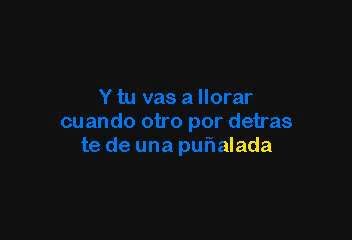 Y tu vas a llorar
cuando otro por detras
te de una puñalada